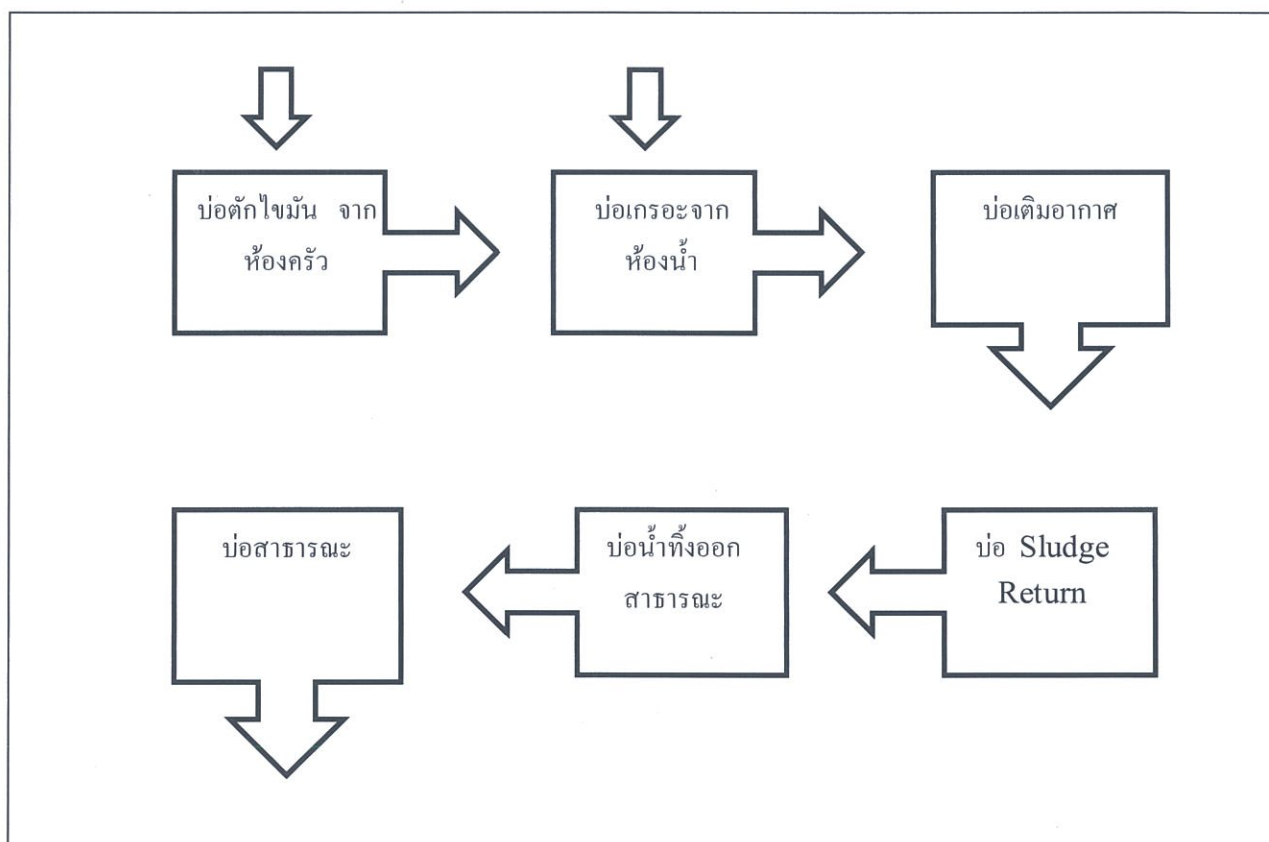 บ่อดักไขมัน จาก
ห้องครัว
บ่อเกรอะจาก
ห้องน้ำ
บ่อเติมอากาศ
บ่อสาธารณะ
บ่อน้ำทิ้งออก
สาธารณะ
บ่อ Sludge
Return